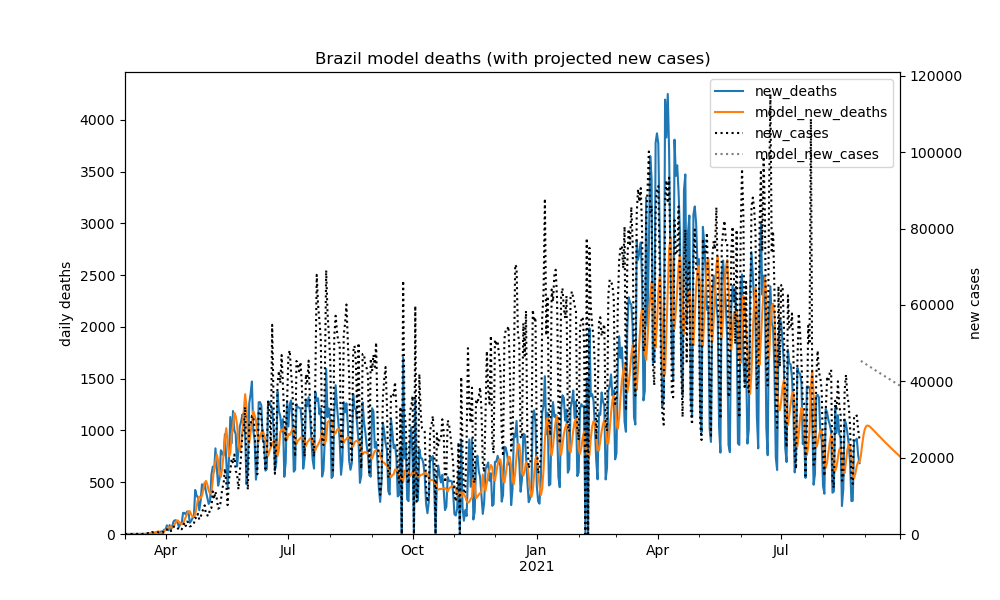 Brazil model deaths (with projected new cases)
new_deaths
model_new_deaths
new_cases
model_new_cases
daily deaths
4000
3500
3000
2500
2000
1500
1000
500
0
120000
100000
80000
60000
40000
20000
0
new cases
Apr
Jul
Oct
Jan
2021
Apr
Jul